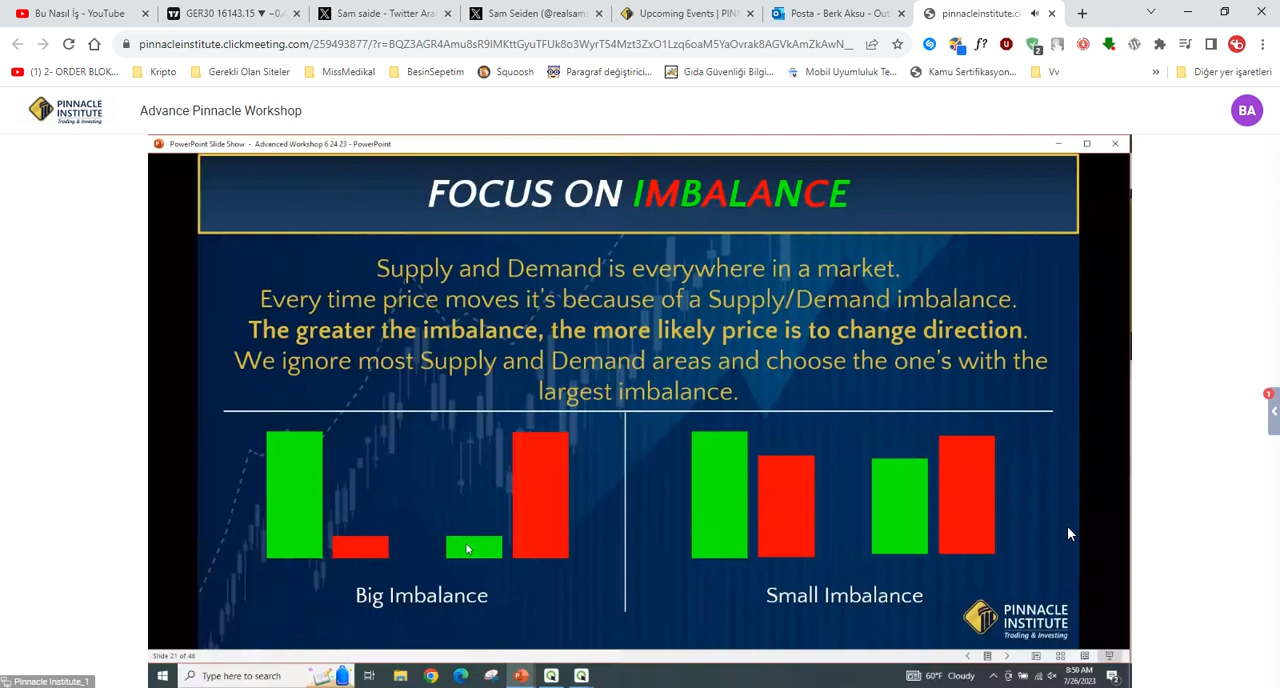 (1) Bu Nasıl İş - YouTube
GER30 16143.15 ▼ −0.
Sam saide - Twitter Ara
Sam Seiden (@realsams
Upcoming Events | PIN
Posta - Berk Aksu - Out
pinnacleinstitute.cl
pinnacleinstitute.clickmeeting.com
(1) 2- ORDER BLOK...
Kripto
Gerekli Olan Siteler
MissMedikal
BesinSepetim
Squoosh
Paragraf değiştirici...
Gıda Güvenliği Bilgi...
Mobil Uyumluluk Te...
Kamu Sertifikasyon...
Vv
»
Diğer yer işaretleri
PINNACLE
INSTITUTE
Trading & Investing
Advance Pinnacle Workshop
BA
PowerPoint Slide Show - Advanced Workshop 6 24 23 - PowerPoint
FOCUS ON IMBALANCE
Supply and Demand is everywhere in a market.
Every time price moves it's because of a Supply/Demand imbalance.
The greater the imbalance, the more likely price is to change direction.
We ignore most Supply and Demand areas and choose the one's with the
largest imbalance.
Big Imbalance
Small Imbalance
PINNACLE
INSTITUTE
Trading & Investing
1
Slide 21 of 46
Type here to search
60°F Cloudy
8:50 AM
7/26/2023
2
Pinnacle Institute_1